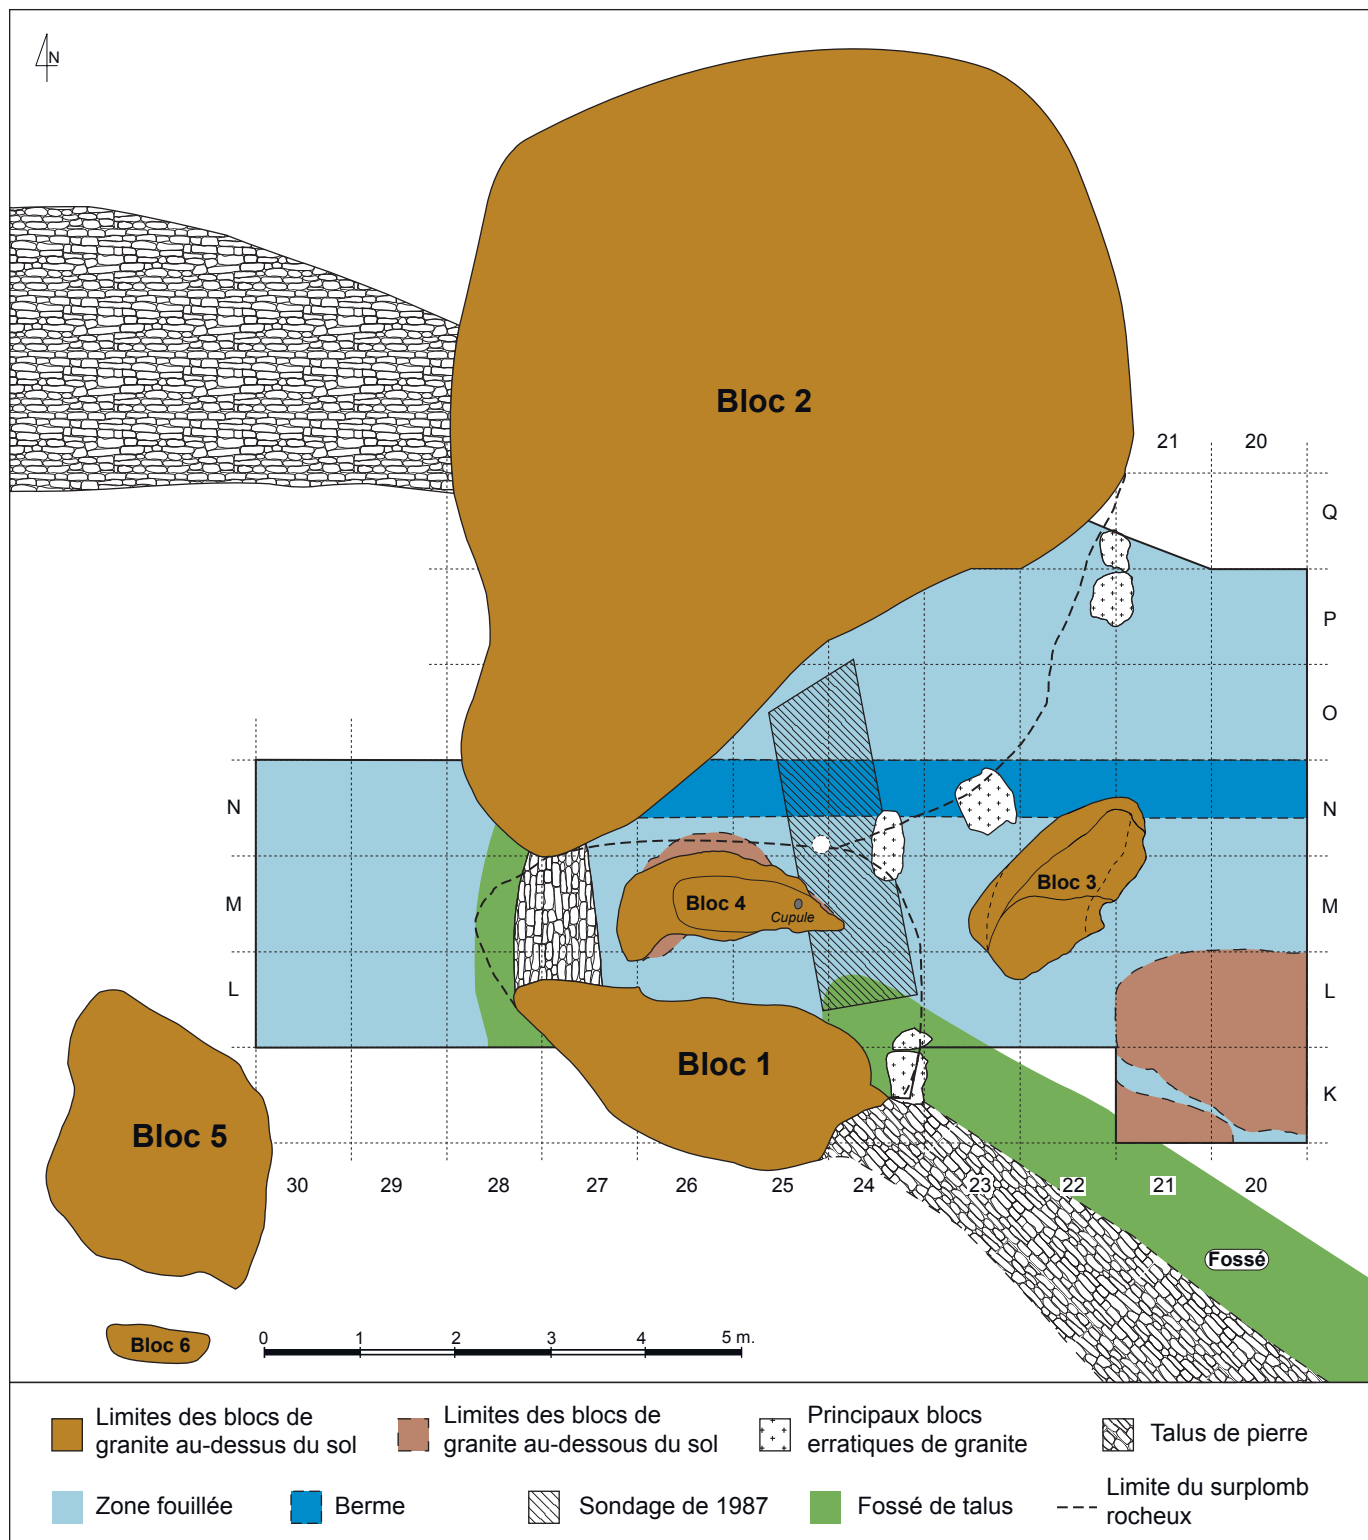 N
Bloc 2
21 20
Q
P
O
N N
Bloc 3
M Bloc 4 M
Cupule
L L
Bloc 1
K
Bloc 5
30 29 28 27 26 25 24 23 22 21 20
Fossé
Bloc 6
0 1 2 3 4 5 m.
Limites des blocs de
granite au-dessus du sol
Limites des blocs de
granite au-dessous du sol
Principaux blocs
erratiques de granite
Talus de pierre
Zone fouillée
Berme
Sondage de 1987
Fossé de talus
Limite du surplomb
rocheux